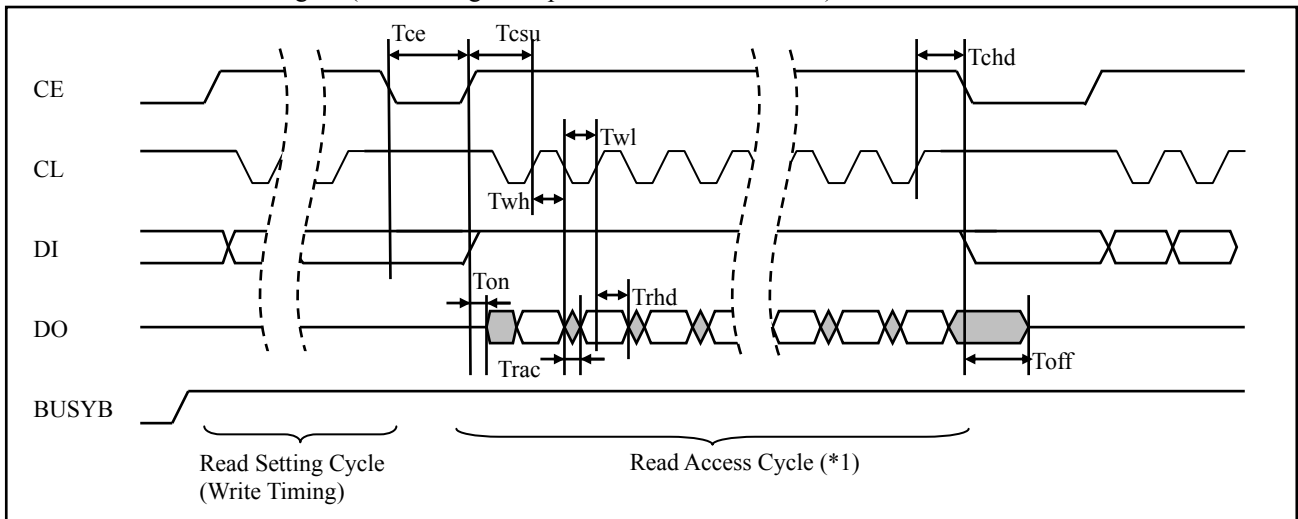 Tce
Tcsu
Tchd
CE
Twl
CL
Twh
DI
Ton
Trhd
DO
Trac
Toff
BUSYB
Read Setting Cycle
(Write Timing)
Read Access Cycle (*1)